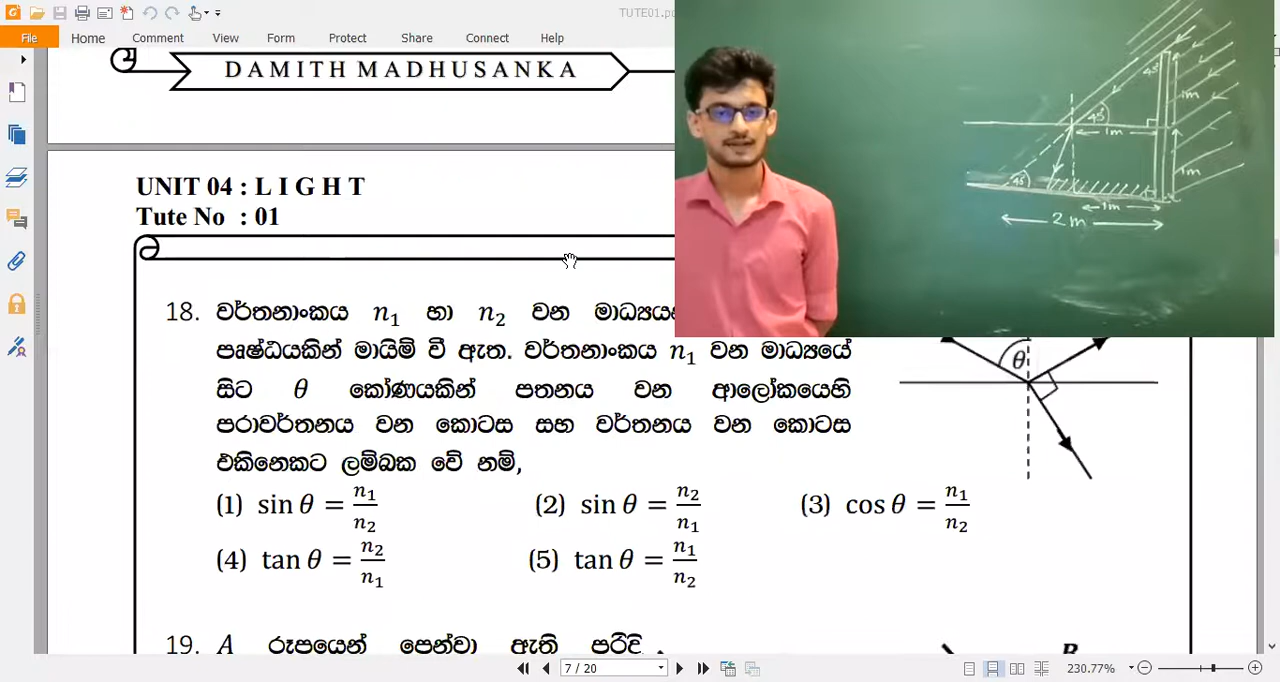 TUTE01.p
File Home Comment View Form Protect Share Connect Help
DAMITH MADHUSANKA
UNIT 04 : L I G H T
Tute No : 01
45
1m
45°
1m
1m
45
1m
2 m
18. වර්තනාංකය n₁ හා n₂ වන
පෘෂ්ඨයකින් මායිම් වී ඇත. වර්තනාංකය n₁ වන මාධ්‍යයේ
සිට θ කෝණයකින් පතනය වන ආලෝකයෙහි
පරාවර්තනය වන කොටස සහ වර්තනය වන කොටස
එකිනෙකට ලම්බක වේ නම්,
θ
(1) sin θ = n₁/n₂ (2) sin θ = n₂/n₁ (3) cos θ = n₁/n₂
(4) tan θ = n₂/n₁ (5) tan θ = n₁/n₂
19. A රූපයෙන් පෙන්වා ඇති පරිදි
B
7 / 20
230.77%